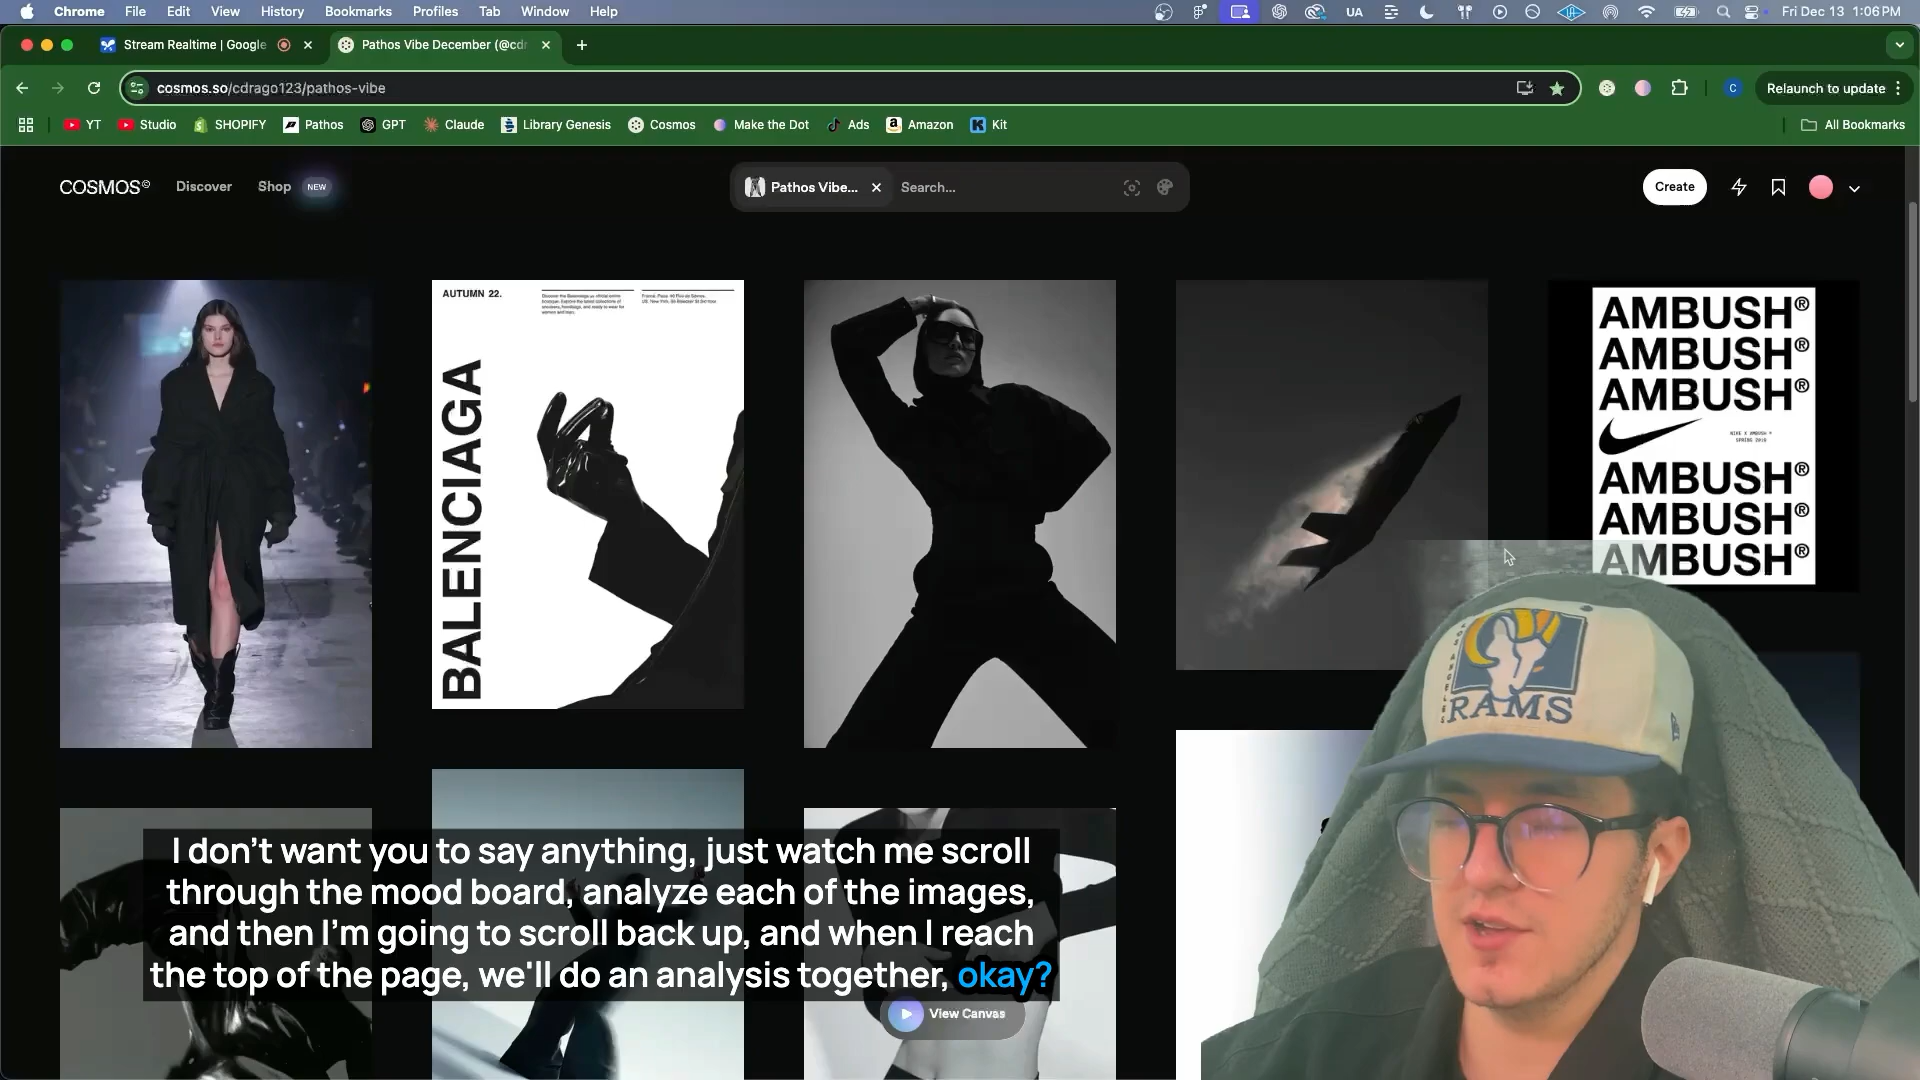 Chrome File Edit View History Bookmarks Profiles Tab Window Help
UA
Fri Dec 13 1:06 PM
Stream Realtime | Google
Pathos Vibe December (@cdr
cosmos.so/cdrago123/pathos-vibe
C
Relaunch to update
YT
Studio
SHOPIFY
Pathos
GPT
Claude
Library Genesis
Cosmos
Make the Dot
Ads
Amazon
Kit
All Bookmarks
COSMOS©
Discover
Shop
NEW
Pathos Vibe...
Search...
Create
AUTUMN 22.
BALENCIAGA
AMBUSH®
AMBUSH®
AMBUSH®
NIKE X AMBUSH ®
AMBUSH®
AMBUSH®
AMBUSH®
LOS ANGELES
RAMS
I don't want you to say anything, just watch me scroll
through the mood board, analyze each of the images,
and then I'm going to scroll back up, and when I reach
the top of the page, we'll do an analysis together, okay?
View Canvas